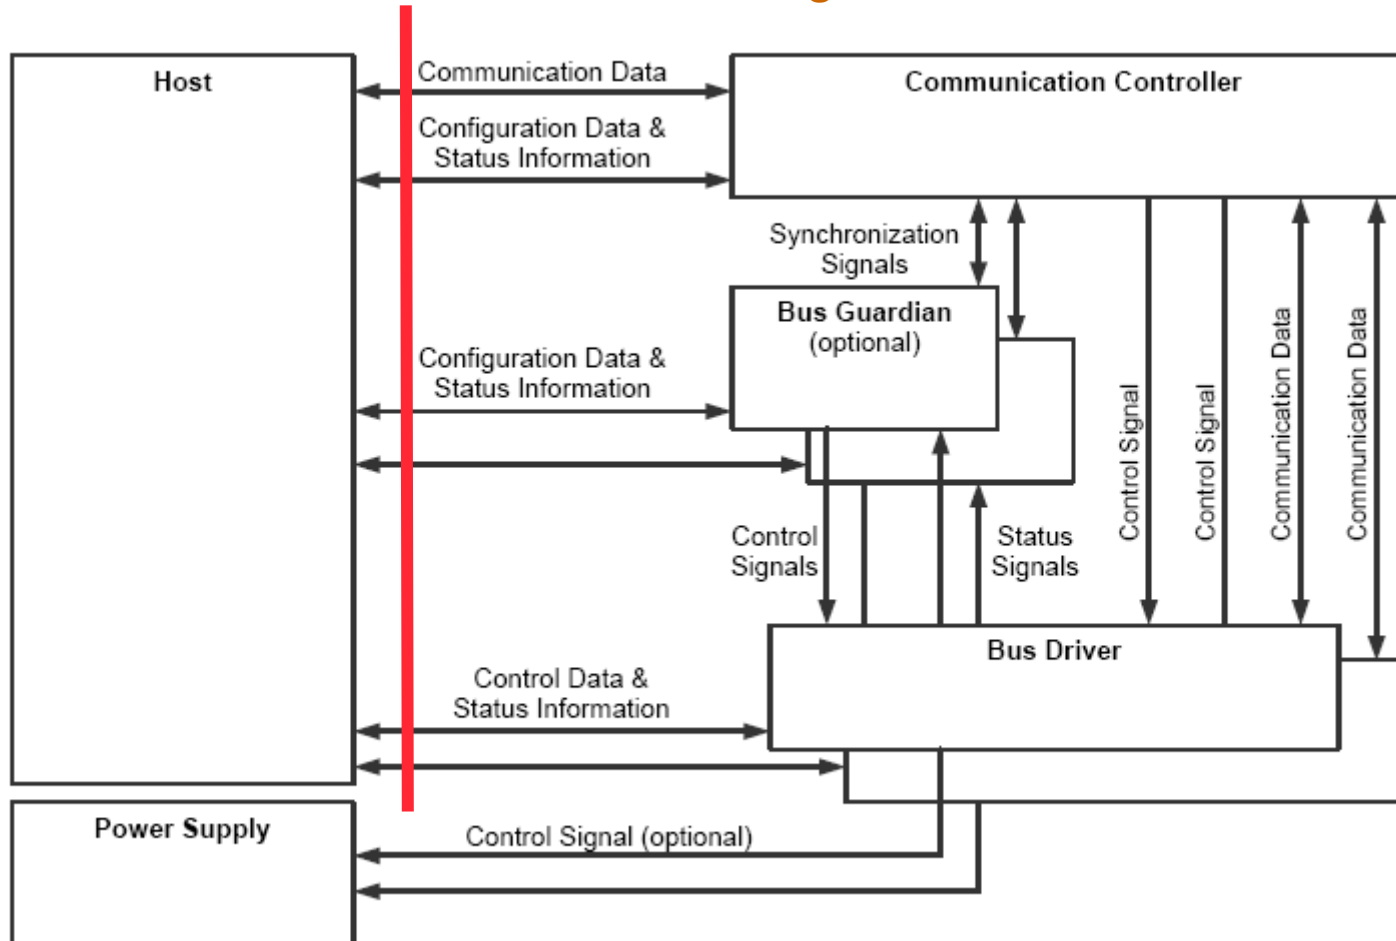 Host
Communication Data
Communication Controller
Configuration Data &
Status Information
Synchronization
Signals
Bus Guardian
(optional)
Configuration Data &
Status Information
Control Signal
Control Signal
Communication Data
Communication Data
Control
Signals
Status
Signals
Bus Driver
Control Data &
Status Information
Power Supply
Control Signal (optional)